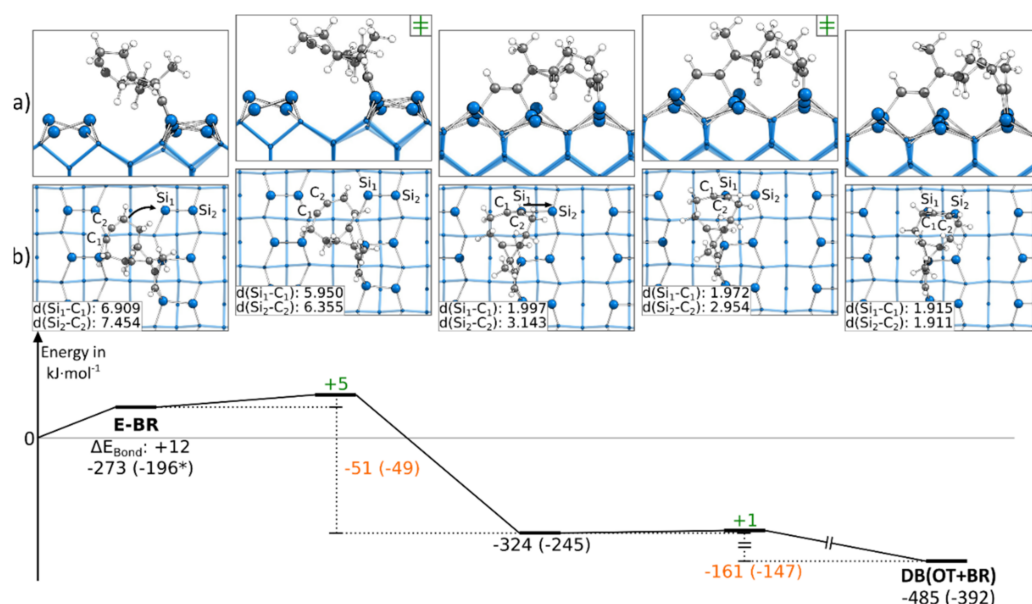 a)
‡
‡
b)
C₂
C₁
Si₁
Si₂
d(Si₁-C₁): 6.909
d(Si₂-C₂): 7.454
C₂
C₁
Si₁
Si₂
d(Si₁-C₁): 5.950
d(Si₂-C₂): 6.355
C₁
Si₁
C₂
Si₂
d(Si₁-C₁): 1.997
d(Si₂-C₂): 3.143
C₁
Si₁
C₂
Si₂
d(Si₁-C₁): 1.972
d(Si₂-C₂): 2.954
Si₁
Si₂
C₁
C₂
d(Si₁-C₁): 1.915
d(Si₂-C₂): 1.911
Energy in
kJ·mol⁻¹
0
E-BR
ΔE_Bond: +12
-273 (-196*)
+5
-51 (-49)
-324 (-245)
+1
-161 (-147)
DB(OT+BR)
-485 (-392)